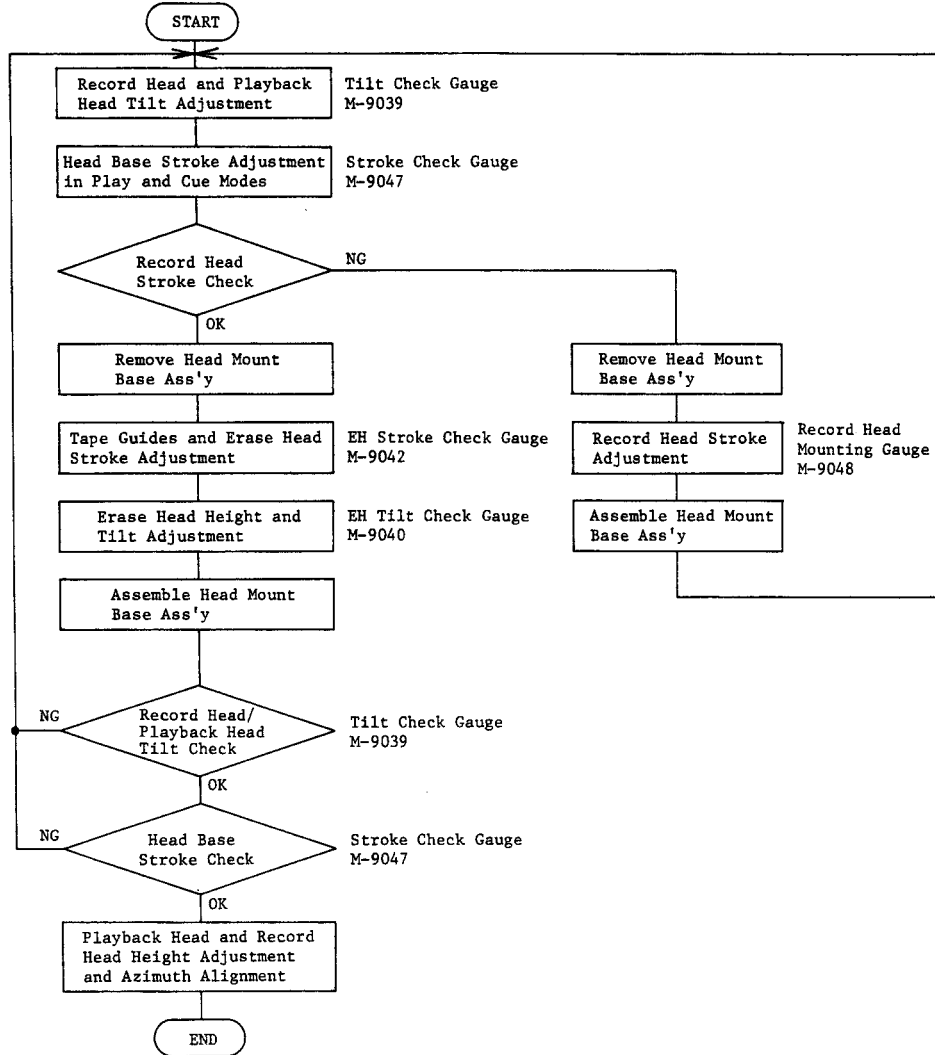 START
Record Head and Playback
Head Tilt Adjustment
Tilt Check Gauge
M-9039
Head Base Stroke Adjustment
in Play and Cue Modes
Stroke Check Gauge
M-9047
Record Head
Stroke Check
NG
OK
Remove Head Mount
Base Ass'y
Remove Head Mount
Base Ass'y
Tape Guides and Erase Head
Stroke Adjustment
EH Stroke Check Gauge
M-9042
Record Head Stroke
Adjustment
Record Head
Mounting Gauge
M-9048
Erase Head Height and
Tilt Adjustment
EH Tilt Check Gauge
M-9040
Assemble Head Mount
Base Ass'y
Assemble Head Mount
Base Ass'y
NG
Record Head/
Playback Head
Tilt Check
Tilt Check Gauge
M-9039
OK
NG
Head Base
Stroke Check
Stroke Check Gauge
M-9047
OK
Playback Head and Record
Head Height Adjustment
and Azimuth Alignment
END